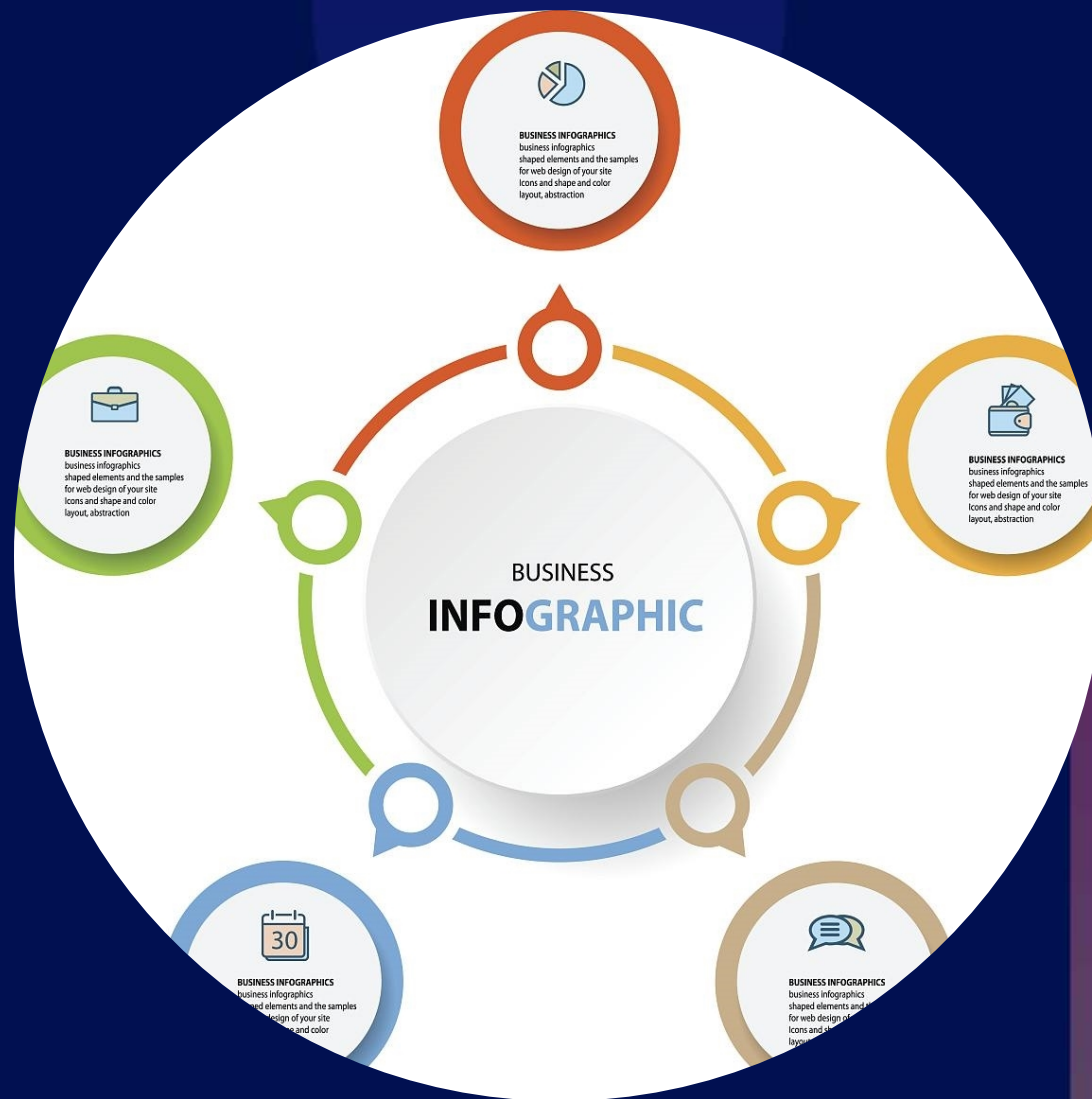 BUSINESS INFOGRAPHICS
business infographics
shaped elements and the samples
for web design of your site
Icons and shape and color
layout, abstraction
BUSINESS INFOGRAPHICS
business infographics
shaped elements and the samples
for web design of your site
Icons and shape and color
layout, abstraction
BUSINESS INFOGRAPHICS
business infographics
shaped elements and the samples
for web design of your site
Icons and shape and color
layout, abstraction
BUSINESS
INFOGRAPHIC
30
BUSINESS INFOGRAPHICS
business infographics
elements and the samples
of your site
and color
BUSINESS INFOGRAPHICS
business infographics
shaped elements and
for web design
Icons and